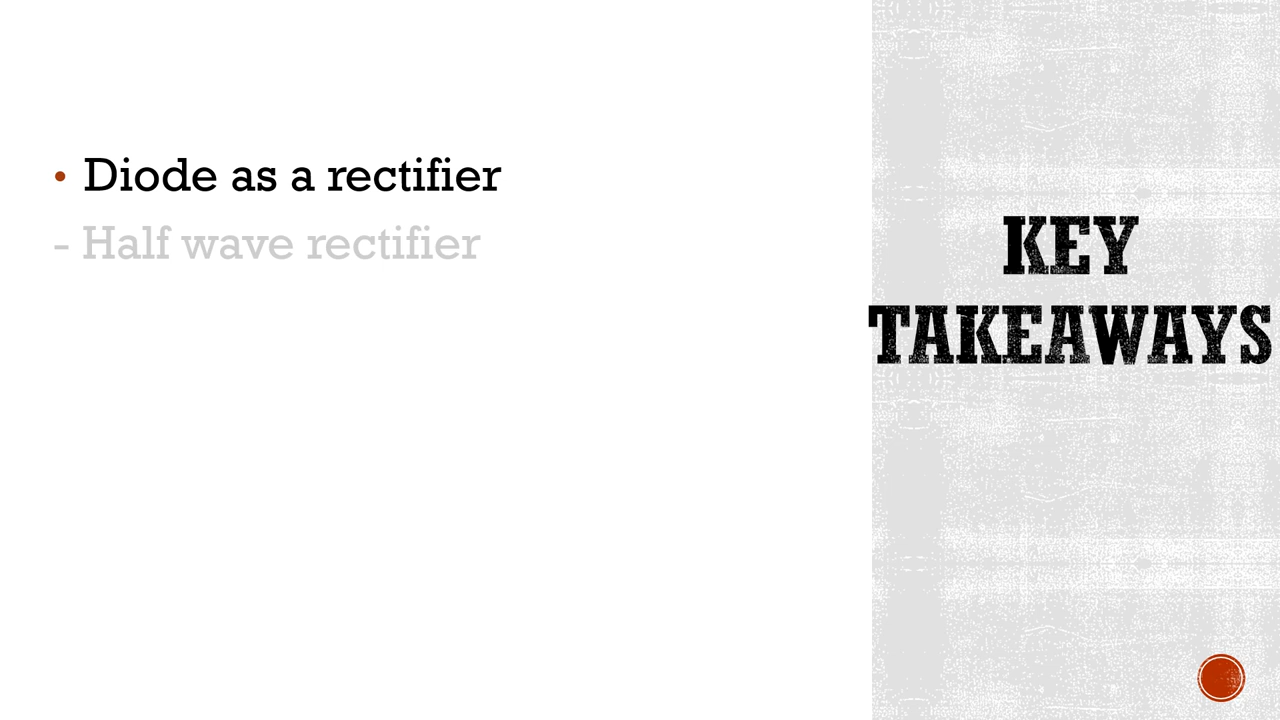 • Diode as a rectifier
- Half wave rectifier
KEY
TAKEAWAYS